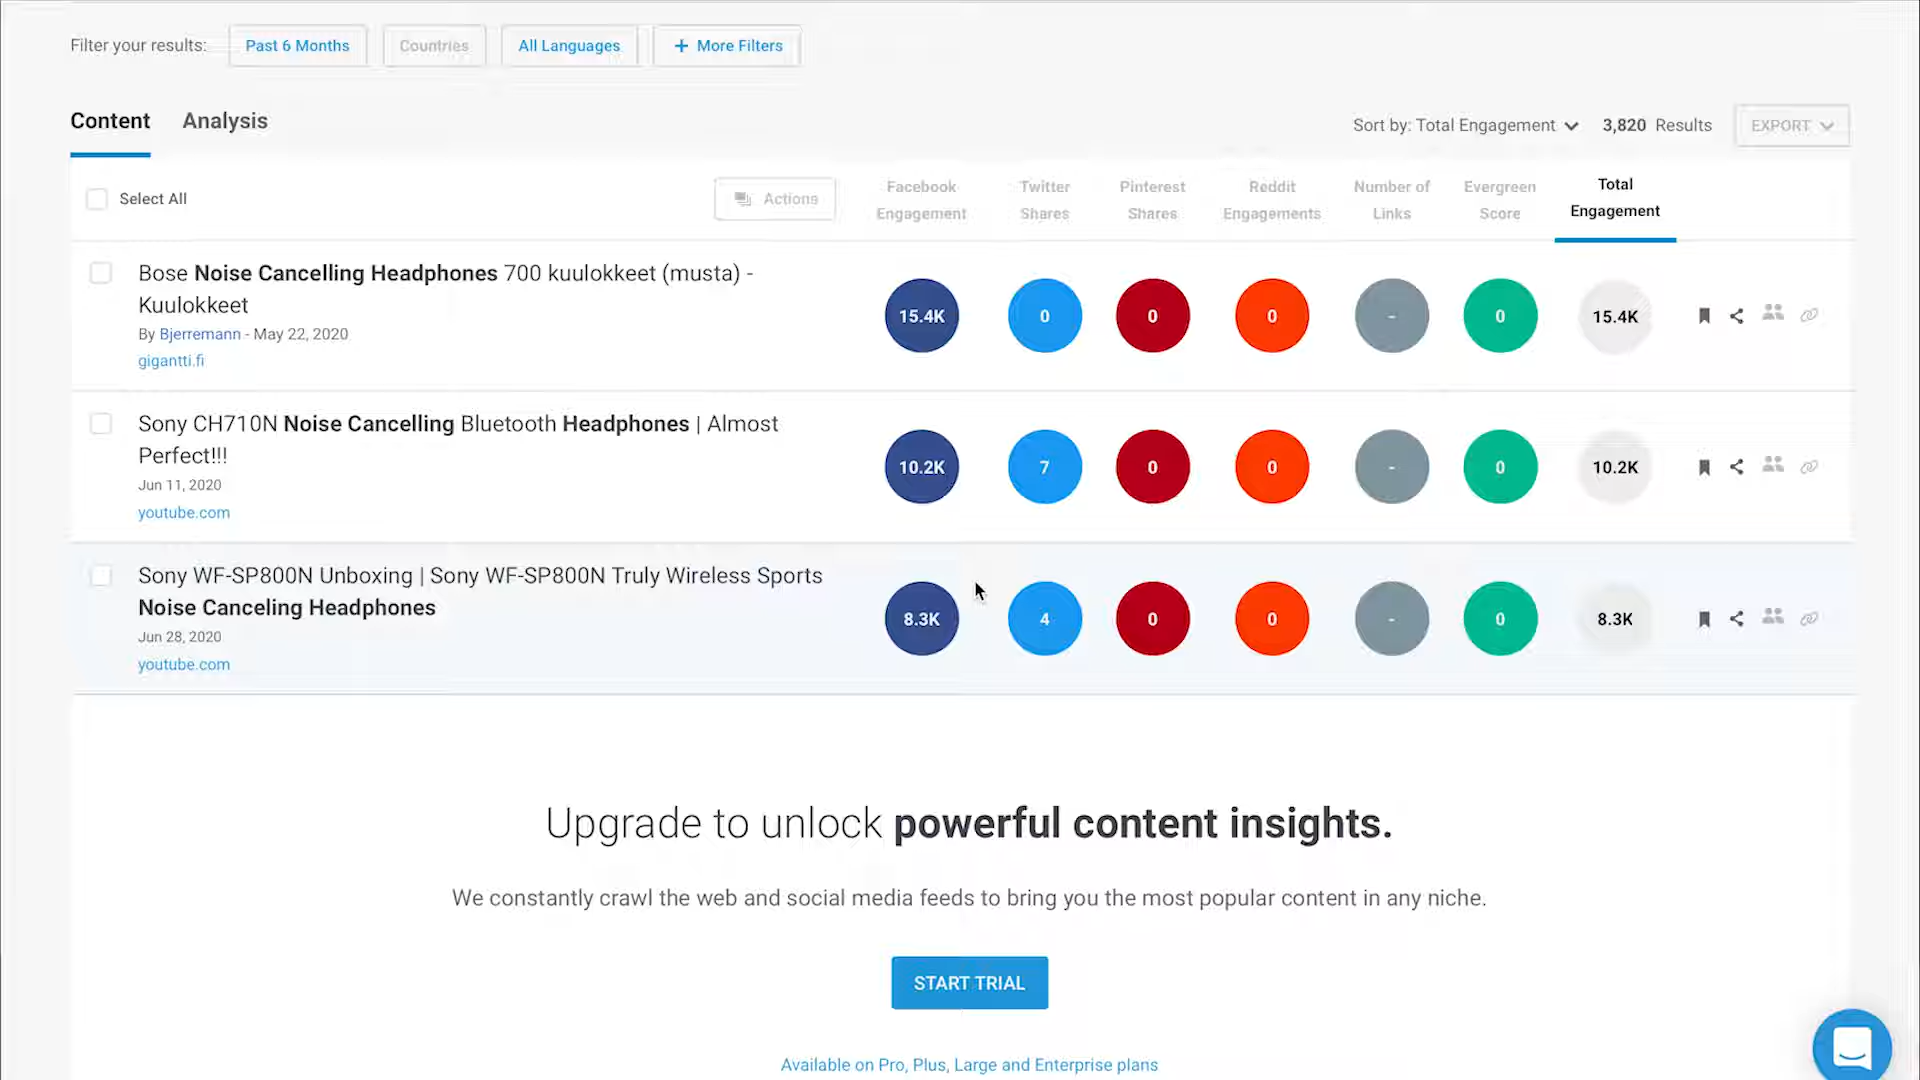 Filter your results: Past 6 Months Countries All Languages + More Filters
Content Analysis Sort by: Total Engagement 3,820 Results EXPORT
Select All Actions
Facebook Engagement
Twitter Shares
Pinterest Shares
Reddit Engagements
Number of Links
Evergreen Score
Total Engagement
Bose Noise Cancelling Headphones 700 kuulokkeet (musta) -
Kuulokkeet
By Bjerremann - May 22, 2020
gigantti.fi
15.4K 0 0 0 - 0 15.4K
Sony CH710N Noise Cancelling Bluetooth Headphones | Almost
Perfect!!!
Jun 11, 2020
youtube.com
10.2K 7 0 0 - 0 10.2K
Sony WF-SP800N Unboxing | Sony WF-SP800N Truly Wireless Sports
Noise Canceling Headphones
Jun 28, 2020
youtube.com
8.3K 4 0 0 - 0 8.3K
Upgrade to unlock powerful content insights.
We constantly crawl the web and social media feeds to bring you the most popular content in any niche.
START TRIAL
Available on Pro, Plus, Large and Enterprise plans